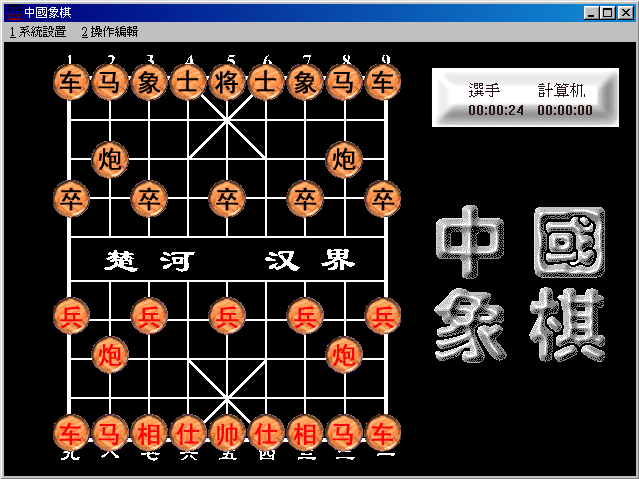 中國象棋
1 系統設置 2 操作編輯
1 2 3 4 5 6 7 8 9
车 马 象 士 将 士 象 马 车
炮 炮
卒 卒 卒 卒 卒
楚河 汉界
兵 兵 兵 兵 兵
炮 炮
车 马 相 仕 帅 仕 相 马 车
九 八 七 六 五 四 三 二 一
選手 計算机
00:00:24 00:00:00
中國
象棋